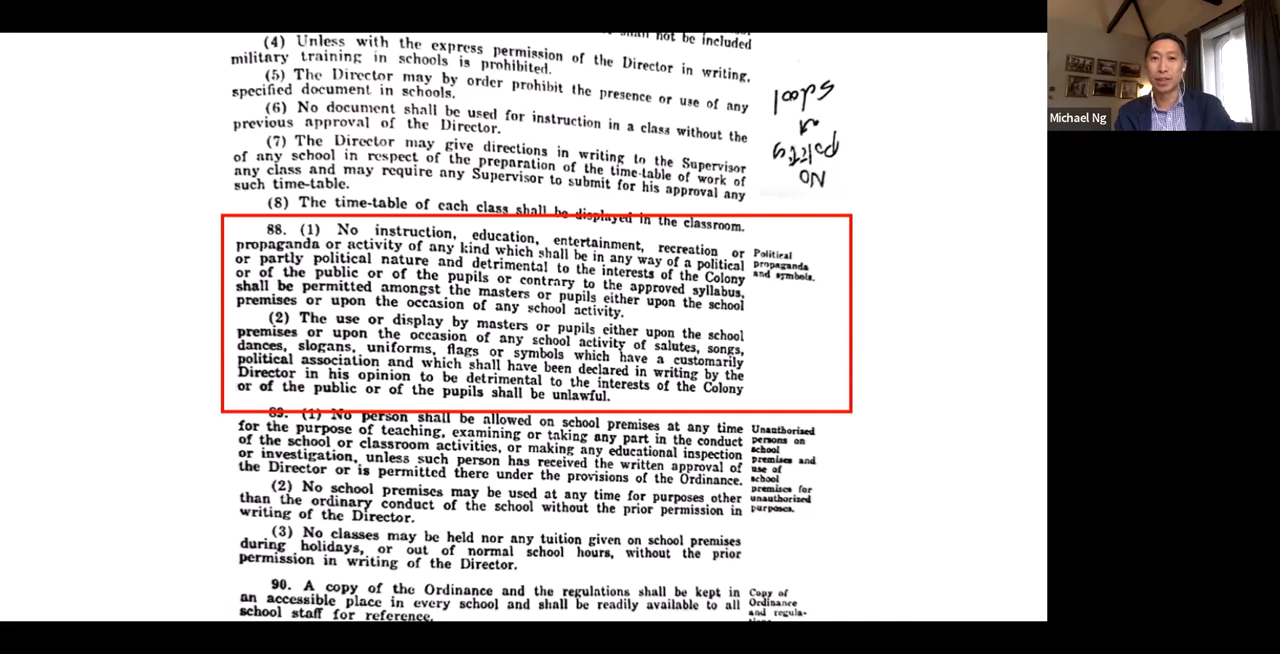 shall not be included
(4) Unless with the express permission of the Director in writing,
military training in schools is prohibited.
(5) The Director may by order prohibit the presence or use of any
specified document in schools.
(6) No document shall be used for instruction in a class without the
previous approval of the Director.
(7) The Director may give directions in writing to the Supervisor
of any school in respect of the preparation of the time-table of work of
any class and may require any Supervisor to submit for his approval any
such time-table.
(8) The time-table of each class shall be displayed in the classroom.
88. (1) No instruction, education, entertainment, recreation or
propaganda or activity of any kind which shall be in any way of a political
or partly political nature and detrimental to the interests of the Colony
or of the public or of the pupils or contrary to the approved syllabus,
shall be permitted amongst the masters or pupils either upon the school
premises or upon the occasion of any school activity.
Political
propaganda
and symbols.
(2) The use or display by masters or pupils either upon the school
premises or upon the occasion of any school activity of salutes, songs,
dances, slogans, uniforms, flags or symbols which have a customarily
political association and which shall have been declared in writing by the
Director in his opinion to be detrimental to the interests of the Colony
or of the public or of the pupils shall be unlawful.
89. (1) No person shall be allowed on school premises at any time
for the purpose of teaching, examining or taking any part in the conduct
of the school or classroom activities, or making any educational inspection
or investigation, unless such person has received the written approval of
the Director or is permitted there under the provisions of the Ordinance.
Unauthorised
persons on
school
premises and
use of
school
premises for
unauthorized
purposes.
(2) No school premises may be used at any time for purposes other
than the ordinary conduct of the school without the prior permission in
writing of the Director.
(3) No classes may be held nor any tuition given on school premises
during holidays, or out of normal school hours, without the prior
permission in writing of the Director.
90. A copy of the Ordinance and the regulations shall be kept in
an accessible place in every school and shall be readily available to all
school staff for reference.
Copy of
Ordinance
and regula-
NO
Michael Ng